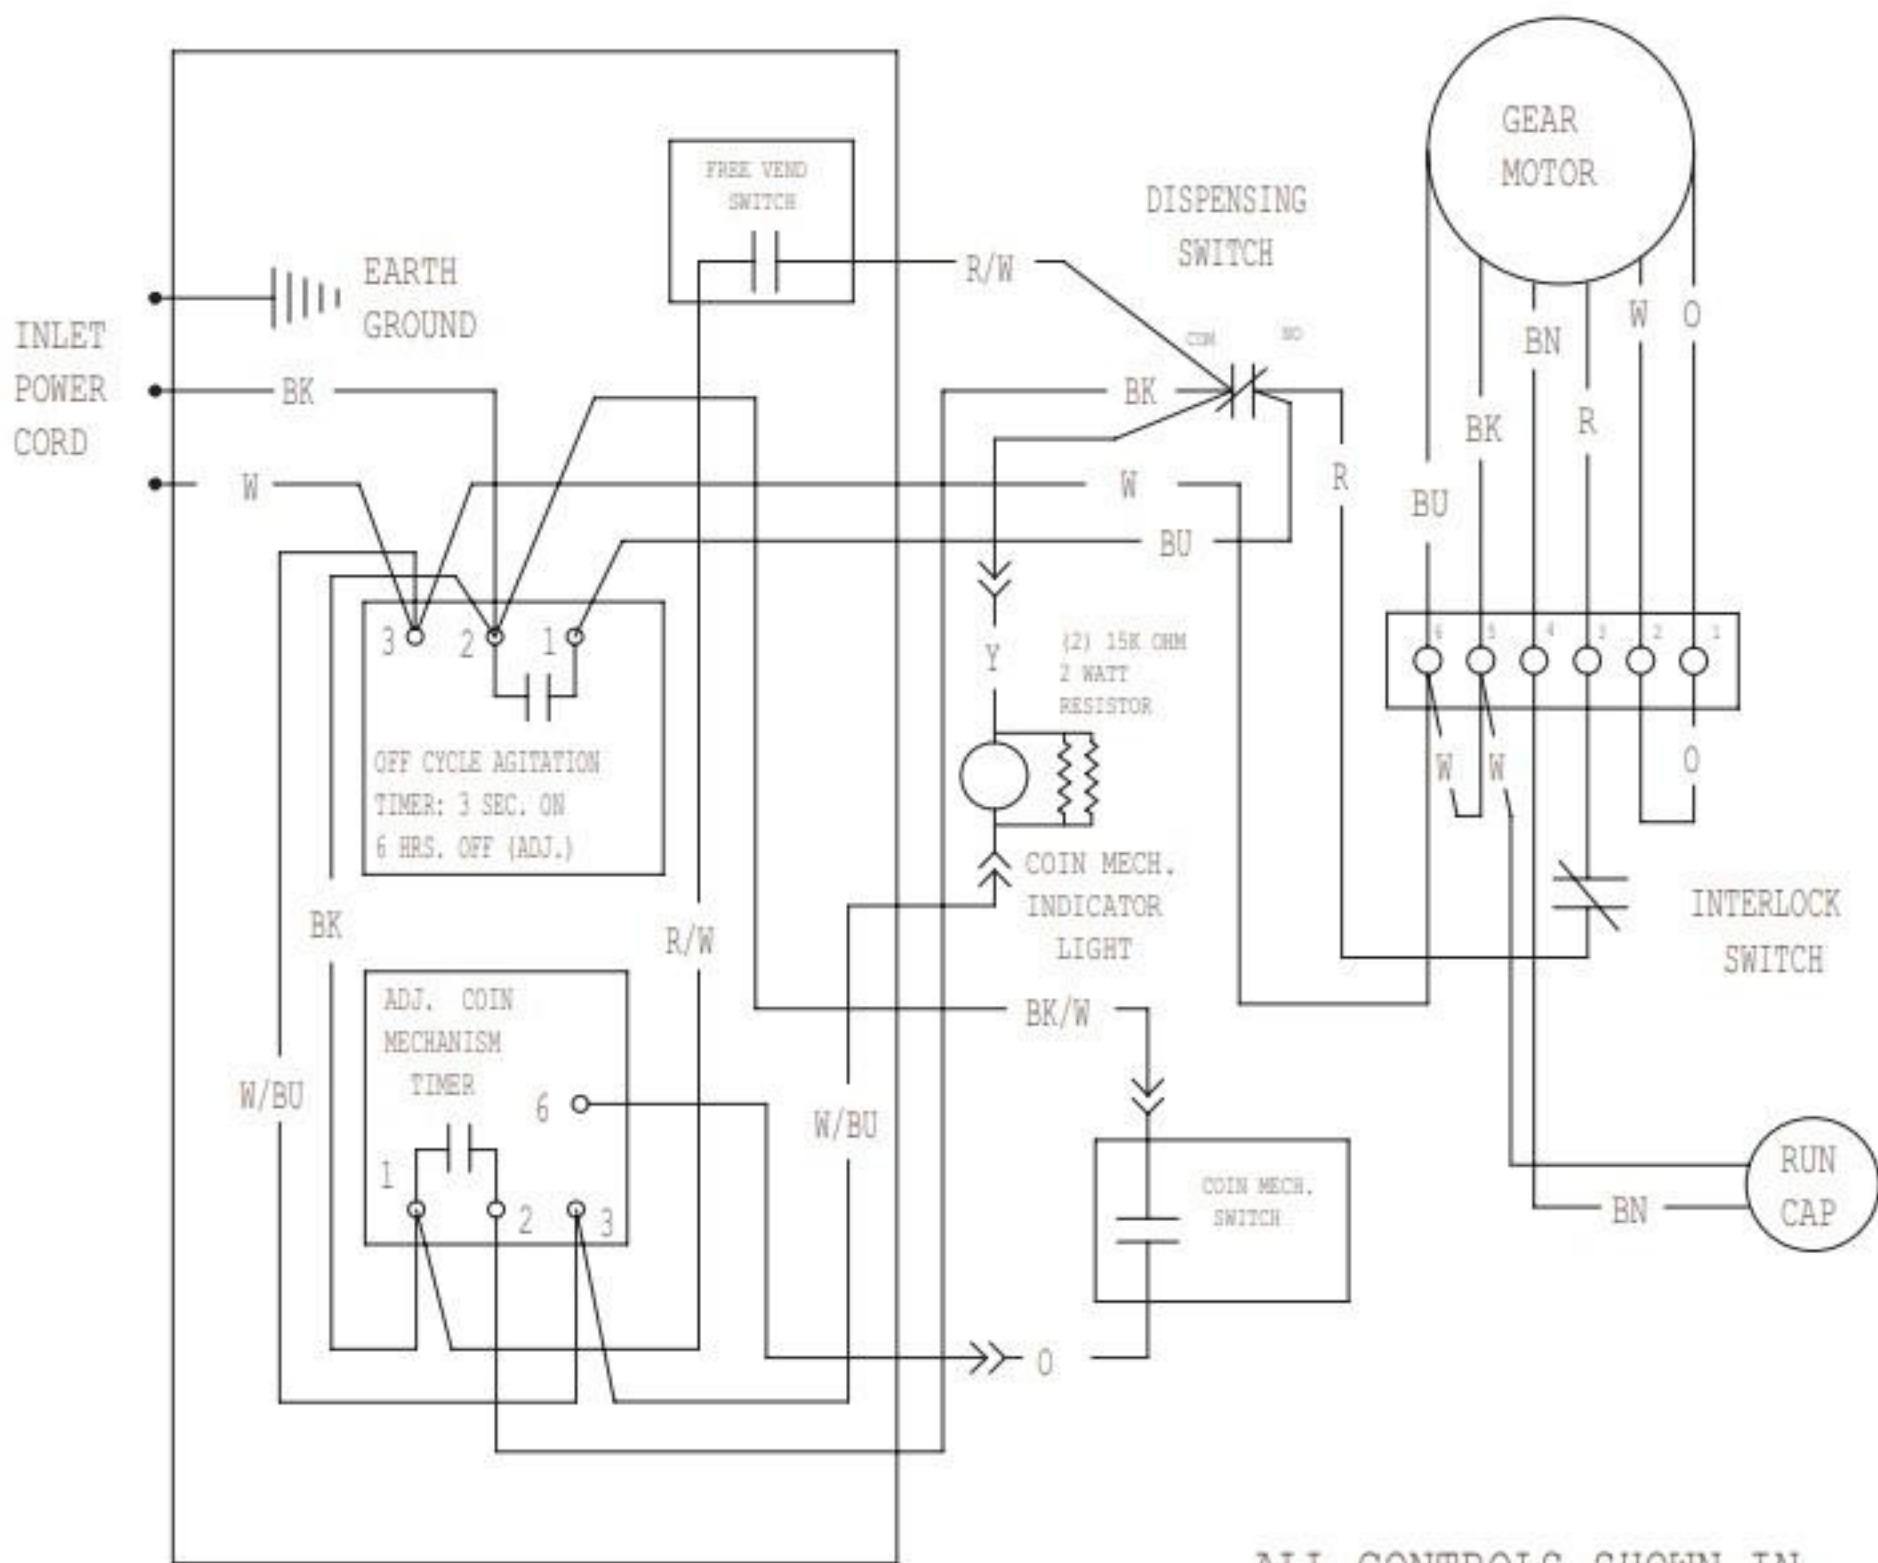 GEAR
MOTOR
FREE VEND
SWITCH
DISPENSING
SWITCH
EARTH
GROUND
R/W
COM
NO
INLET
POWER
CORD
BK
BK
W
O
BN
R
BK
W
W
R
BU
BU
3
2
1
Y
(2) 15K OHM
2 WATT
RESISTOR
6
5
4
3
2
1
OFF CYCLE AGITATION
TIMER: 3 SEC. ON
6 HRS. OFF (ADJ.)
W
W
O
COIN MECH.
INDICATOR
LIGHT
INTERLOCK
SWITCH
BK
R/W
ADJ. COIN
MECHANISM
TIMER
BK/W
W/BU
6
W/BU
1
2
3
COIN MECH.
SWITCH
RUN
CAP
BN
O